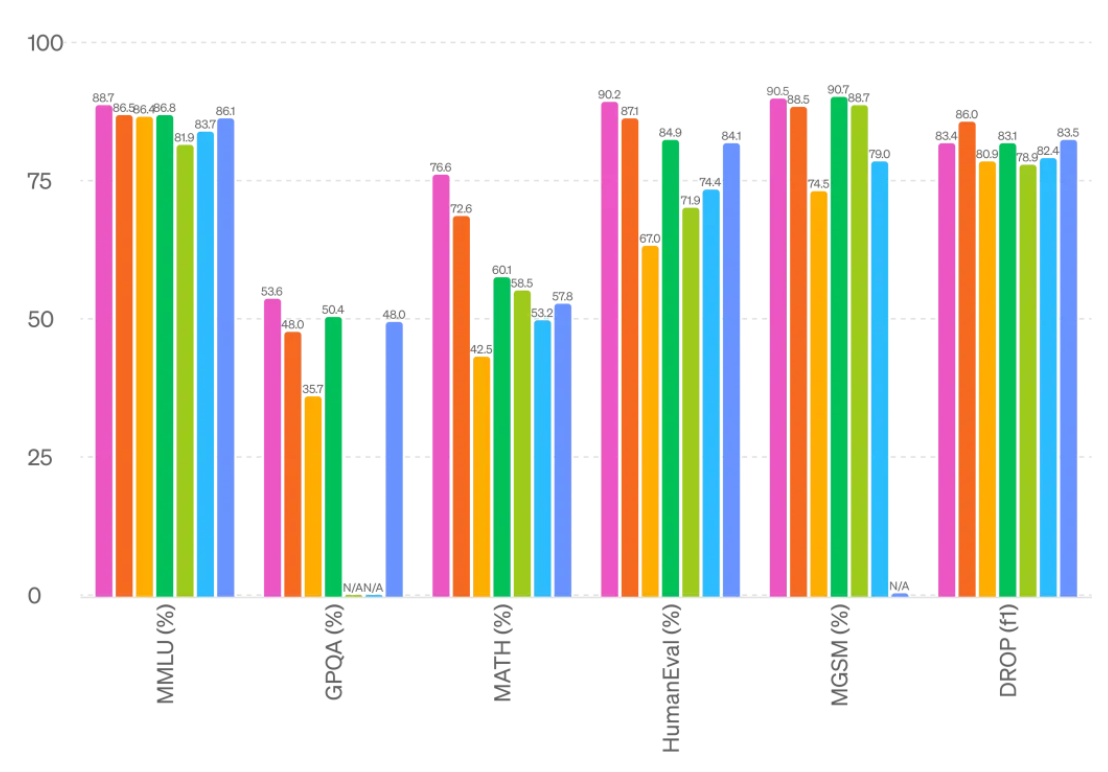 100
75
50
25
0
88.7 86.5 86.4 86.8 81.9 83.7 86.1
53.6 48.0 35.7 50.4 N/A N/A 48.0
76.6 72.6 42.5 60.1 58.5 53.2 57.8
90.2 87.1 67.0 84.9 71.9 74.4 84.1
90.5 88.5 74.5 90.7 88.7 79.0 N/A
83.4 86.0 80.9 83.1 78.9 82.4 83.5
MMLU (%)
GPQA (%)
MATH (%)
HumanEval (%)
MGSM (%)
DROP (f1)